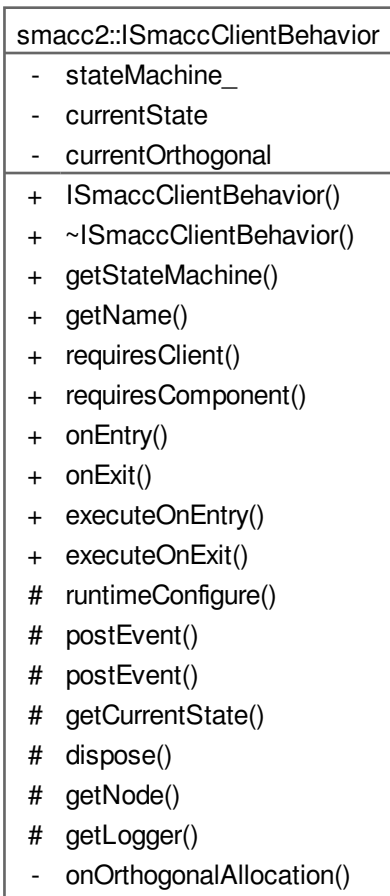 smacc2::ISmaccClientBehavior
- stateMachine_
- currentState
- currentOrthogonal
+ ISmaccClientBehavior()
+ ~ISmaccClientBehavior()
+ getStateMachine()
+ getName()
+ requiresClient()
+ requiresComponent()
+ onEntry()
+ onExit()
+ executeOnEntry()
+ executeOnExit()
# runtimeConfigure()
# postEvent()
# postEvent()
# getCurrentState()
# dispose()
# getNode()
# getLogger()
- onOrthogonalAllocation()